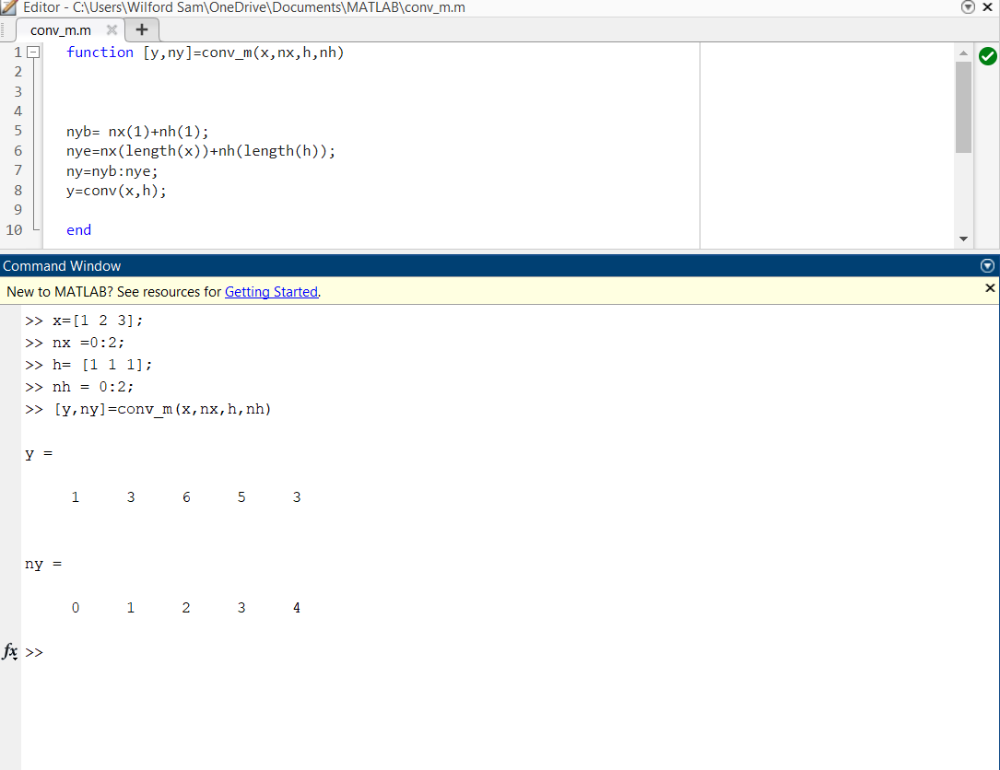 Editor - C:\Users\Wilford Sam\OneDrive\Documents\MATLAB\conv_m.m
conv_m.m
1 function [y,ny]=conv_m(x,nx,h,nh)
2
3
4
5 nyb= nx(1)+nh(1);
6 nye=nx(length(x))+nh(length(h));
7 ny=nyb:nye;
8 y=conv(x,h);
9
10 end
Command Window
New to MATLAB? See resources for Getting Started.
>> x=[1 2 3];
>> nx =0:2;
>> h= [1 1 1];
>> nh = 0:2;
>> [y,ny]=conv_m(x,nx,h,nh)
y =
1 3 6 5 3
ny =
0 1 2 3 4
fx >>